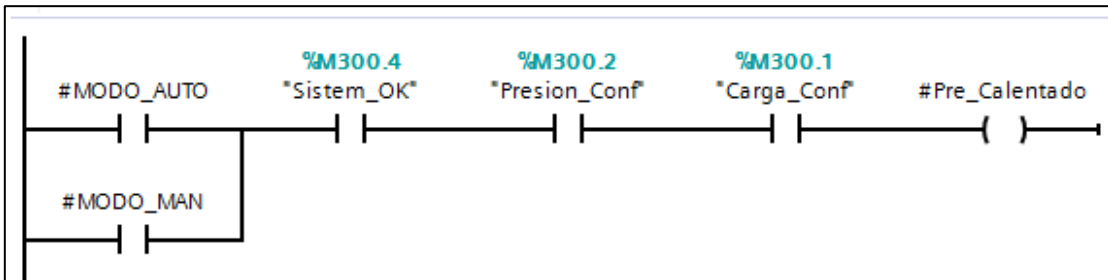 %M300.4 %M300.2 %M300.1
#MODO_AUTO "Sistem_OK" "Presion_Conf" "Carga_Conf" #Pre_Calentado
#MODO_MAN